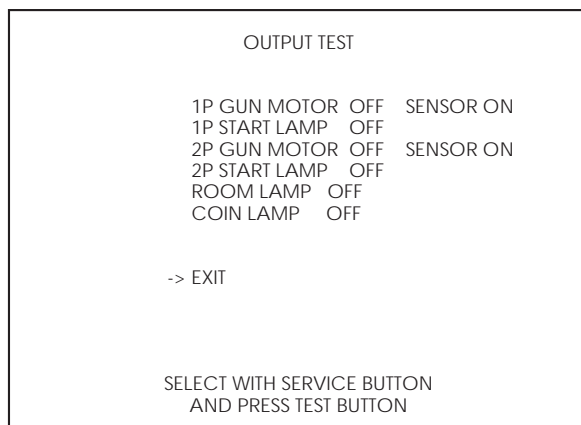 OUTPUT TEST
1P GUN MOTOR OFF SENSOR ON
1P START LAMP OFF
2P GUN MOTOR OFF SENSOR ON
2P START LAMP OFF
ROOM LAMP OFF
COIN LAMP OFF
-> EXIT
SELECT WITH SERVICE BUTTON
AND PRESS TEST BUTTON